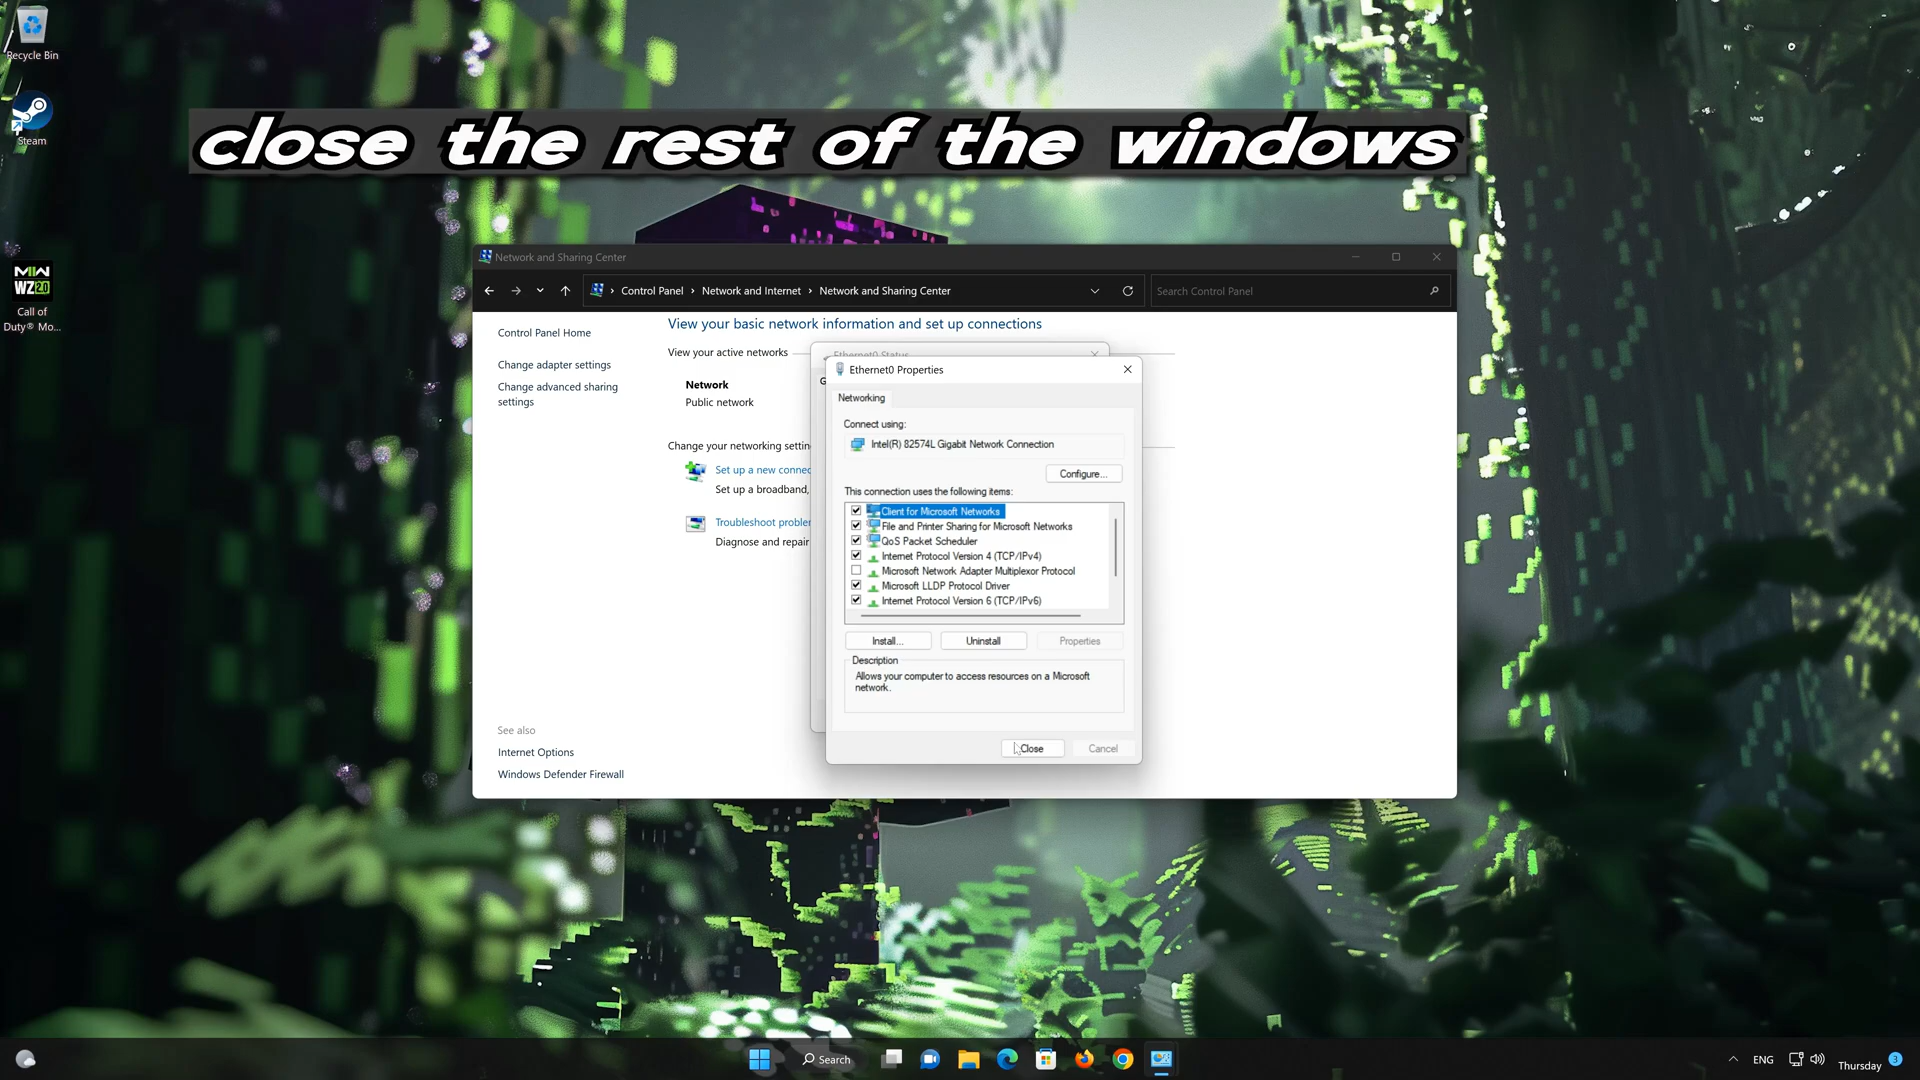 Recycle Bin
Steam
MW
WZ 2.0
Call of
Duty® Mo...
close the rest of the windows
Network and Sharing Center
Control Panel › Network and Internet › Network and Sharing Center
Search Control Panel
Control Panel Home
Change adapter settings
Change advanced sharing
settings
See also
Internet Options
Windows Defender Firewall
View your basic network information and set up connections
View your active networks
Network
Public network
Change your networking settin
Set up a new connec
Set up a broadband,
Troubleshoot probler
Diagnose and repair
Ethernet0 Status
G
Ethernet0 Properties
Networking
Connect using:
Intel(R) 82574L Gigabit Network Connection
Configure...
This connection uses the following items:
Client for Microsoft Networks
File and Printer Sharing for Microsoft Networks
QoS Packet Scheduler
Internet Protocol Version 4 (TCP/IPv4)
Microsoft Network Adapter Multiplexor Protocol
Microsoft LLDP Protocol Driver
Internet Protocol Version 6 (TCP/IPv6)
Install... Uninstall Properties
Description
Allows your computer to access resources on a Microsoft
network.
Close Cancel
Search
ENG
Thursday
3